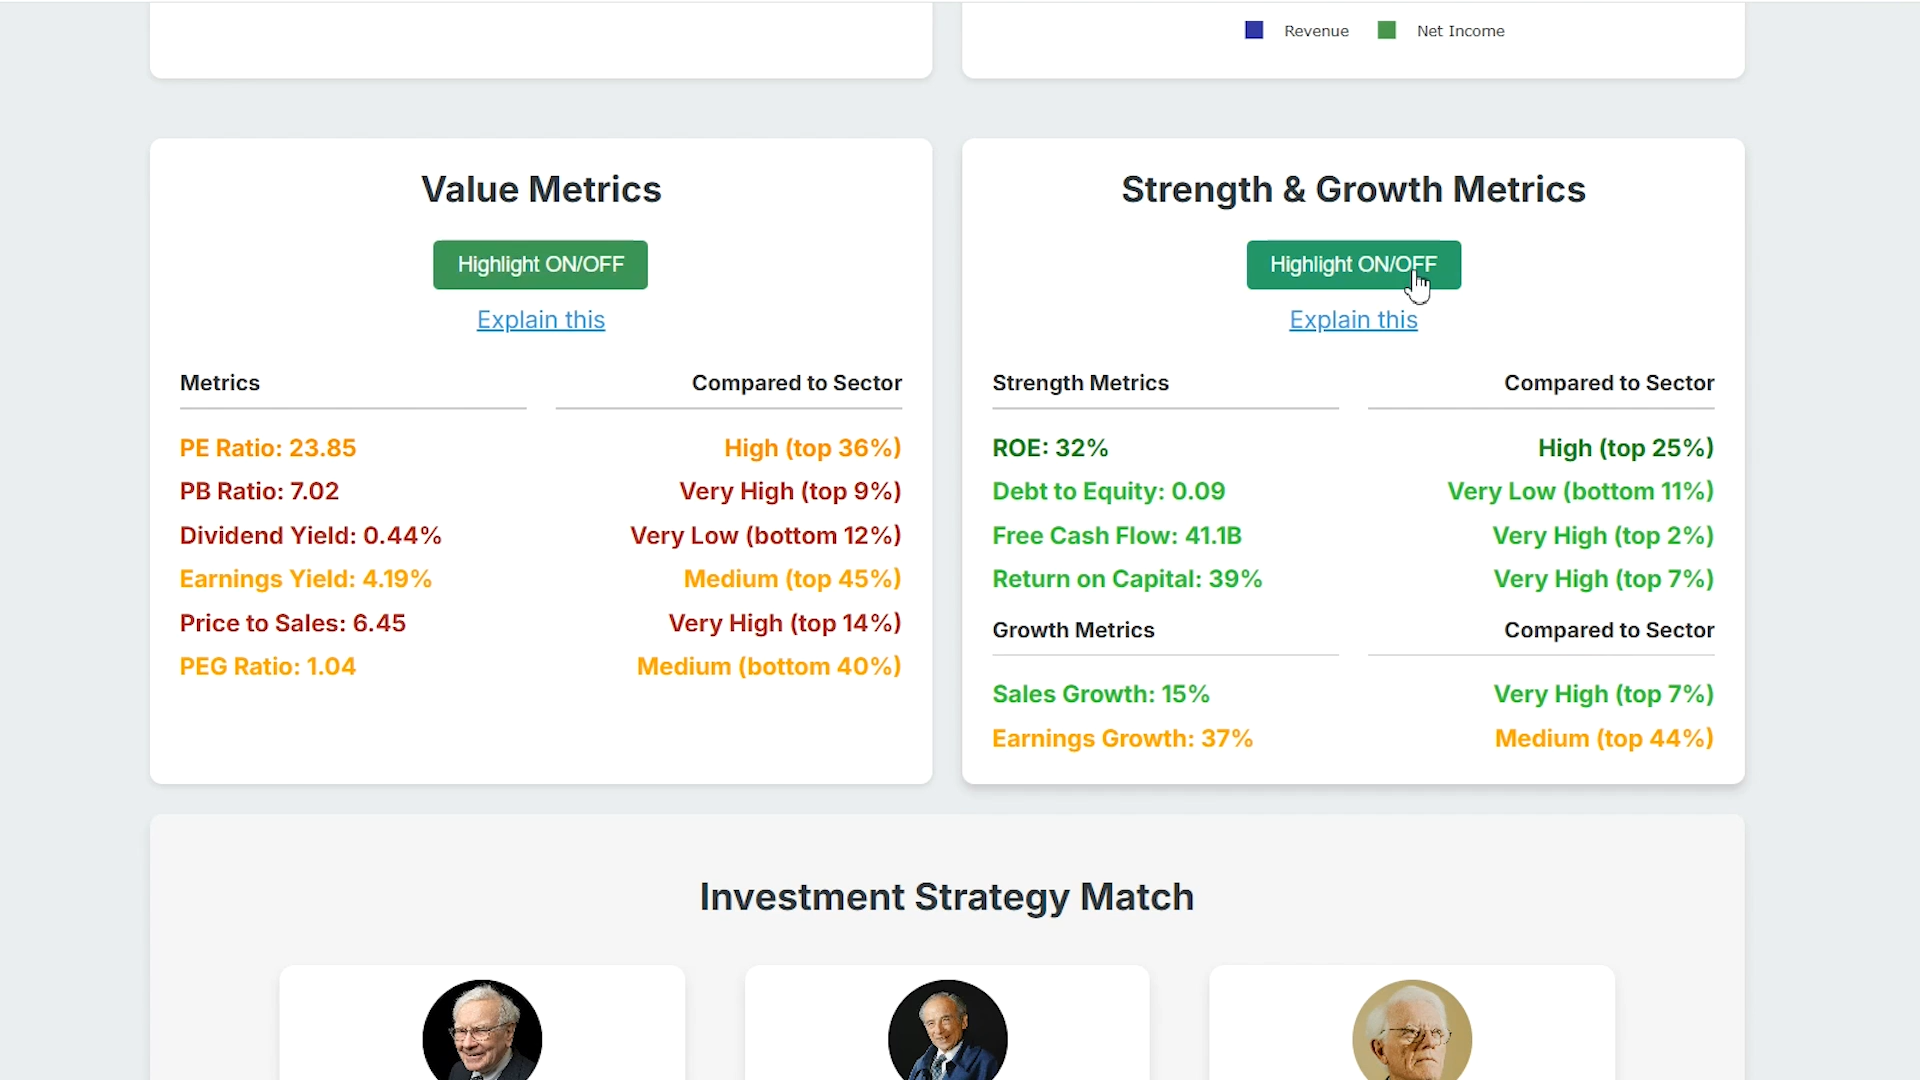 Revenue
Net Income
Value Metrics
Highlight ON/OFF
Explain this
Metrics
Compared to Sector
PE Ratio: 23.85
High (top 36%)
PB Ratio: 7.02
Very High (top 9%)
Dividend Yield: 0.44%
Very Low (bottom 12%)
Earnings Yield: 4.19%
Medium (top 45%)
Price to Sales: 6.45
Very High (top 14%)
PEG Ratio: 1.04
Medium (bottom 40%)
Strength & Growth Metrics
Highlight ON/OFF
Explain this
Strength Metrics
Compared to Sector
ROE: 32%
High (top 25%)
Debt to Equity: 0.09
Very Low (bottom 11%)
Free Cash Flow: 41.1B
Very High (top 2%)
Return on Capital: 39%
Very High (top 7%)
Growth Metrics
Compared to Sector
Sales Growth: 15%
Very High (top 7%)
Earnings Growth: 37%
Medium (top 44%)
Investment Strategy Match